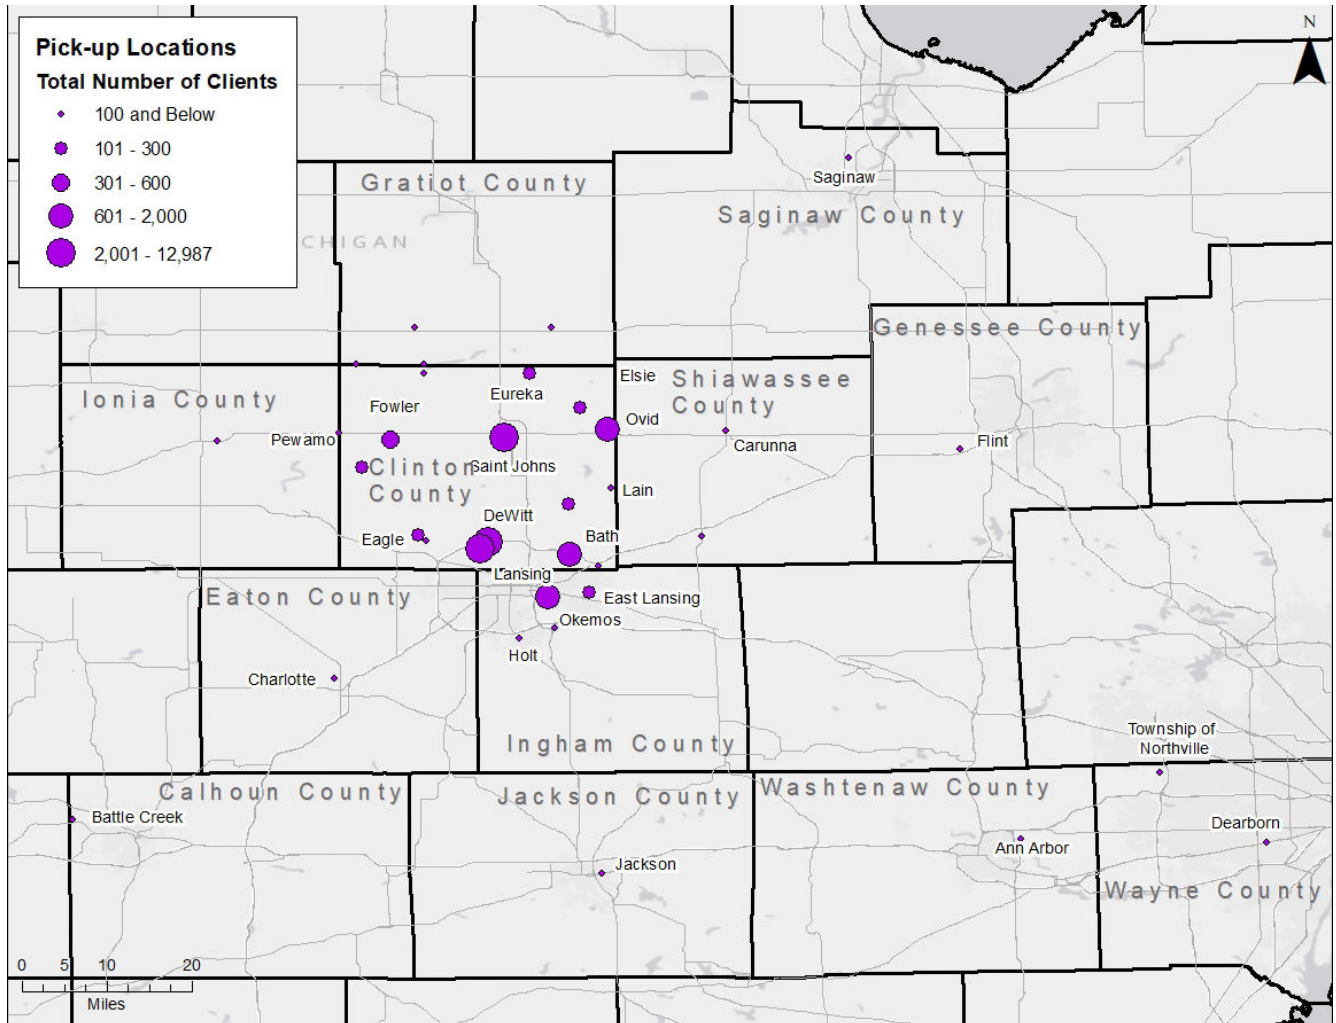 Pick-up Locations
Total Number of Clients
100 and Below
101 - 300
301 - 600
601 - 2,000
2,001 - 12,987
N
Saginaw
Gratiot County
Saginaw County
CHIGAN
Genessee County
Elsie
Shiawassee
County
Eureka
Ionia County
Fowler
Ovid
Pewamo
Carunna
Flint
Saint Johns
Clinton
County
Lain
DeWitt
Eagle
Bath
Lansing
Eaton County
East Lansing
Okemos
Holt
Charlotte
Township of
Northville
Ingham County
Calhoun County
Jackson County
Washtenaw County
Battle Creek
Dearborn
Ann Arbor
Jackson
Wayne County
0 5 10 20
Miles